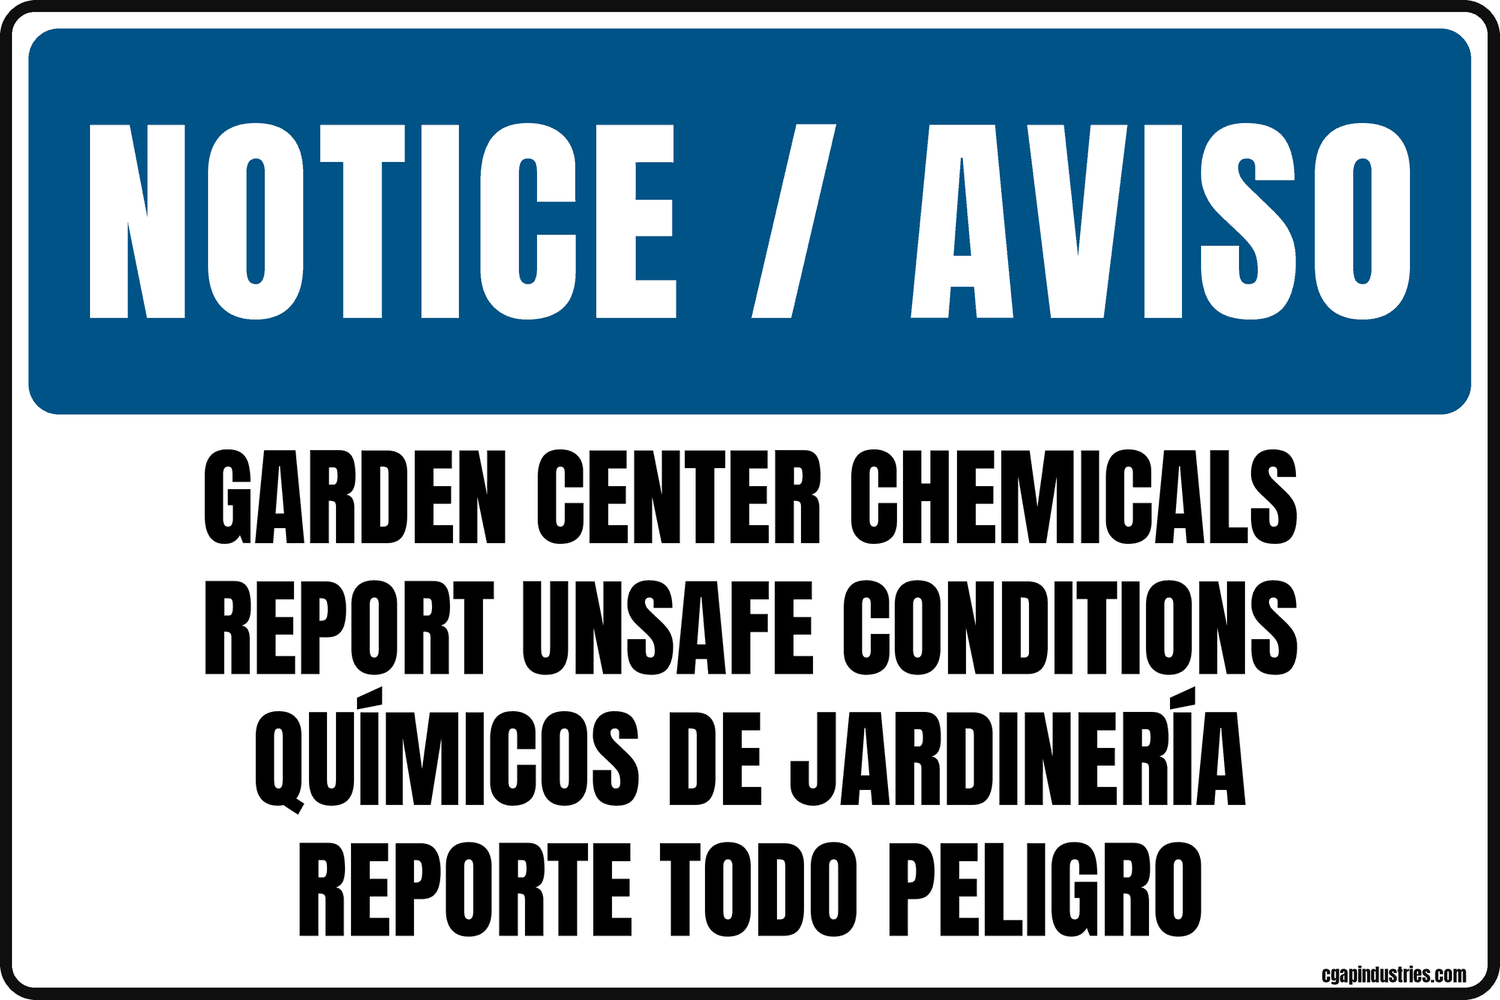 NOTICE / AVISO
GARDEN CENTER CHEMICALS
REPORT UNSAFE CONDITIONS
QUÍMICOS DE JARDINERÍA
REPORTE TODO PELIGRO
cgapindustries.com